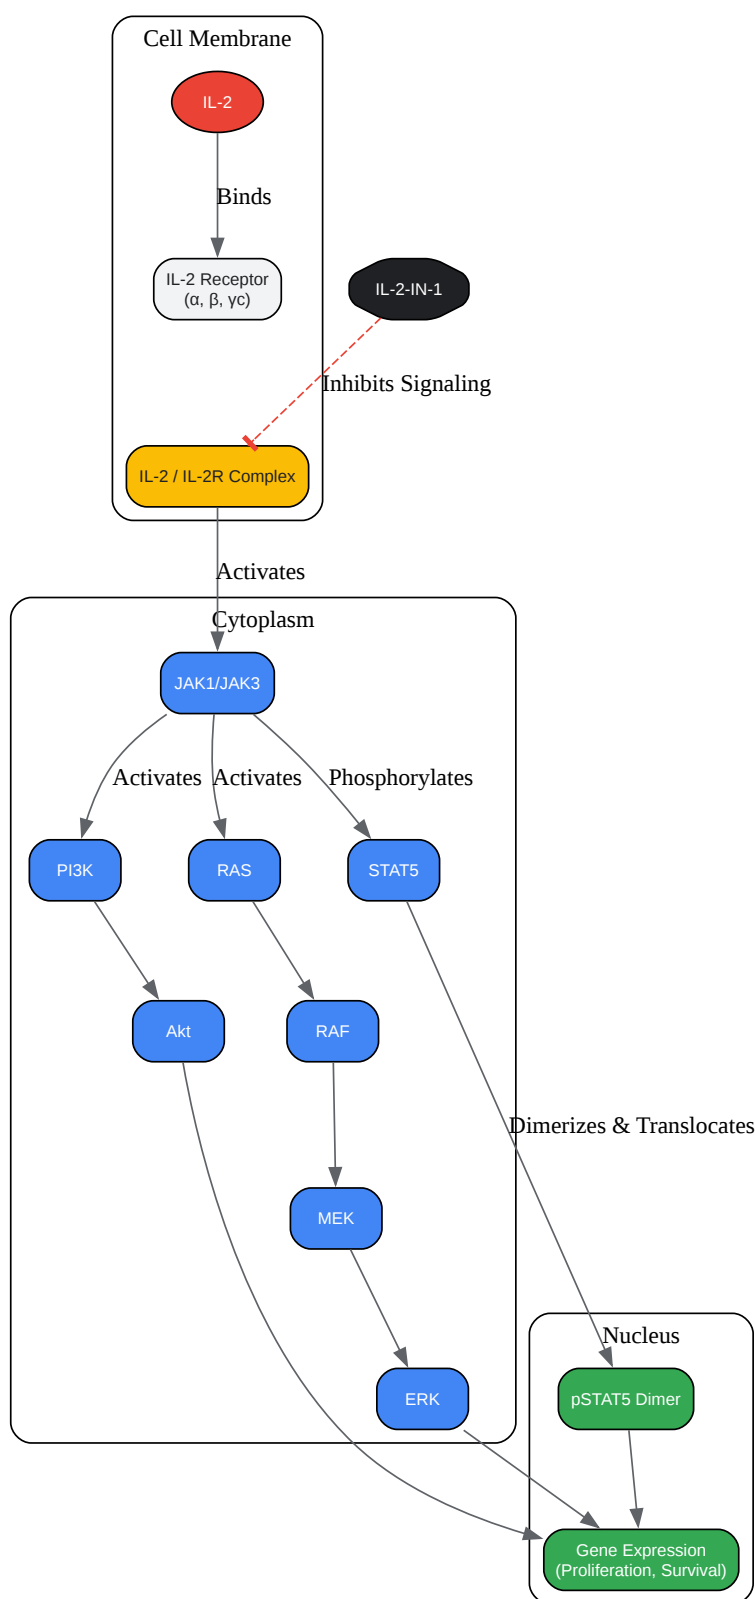 Cell Membrane
IL-2
Binds
IL-2 Receptor
(α, β, γc)
IL-2-IN-1
Inhibits Signaling
IL-2 / IL-2R Complex
Activates
Cytoplasm
JAK1/JAK3
Activates
Activates
Phosphorylates
PI3K
RAS
STAT5
Akt
RAF
Dimerizes & Translocates
MEK
Nucleus
ERK
pSTAT5 Dimer
Gene Expression
(Proliferation, Survival)